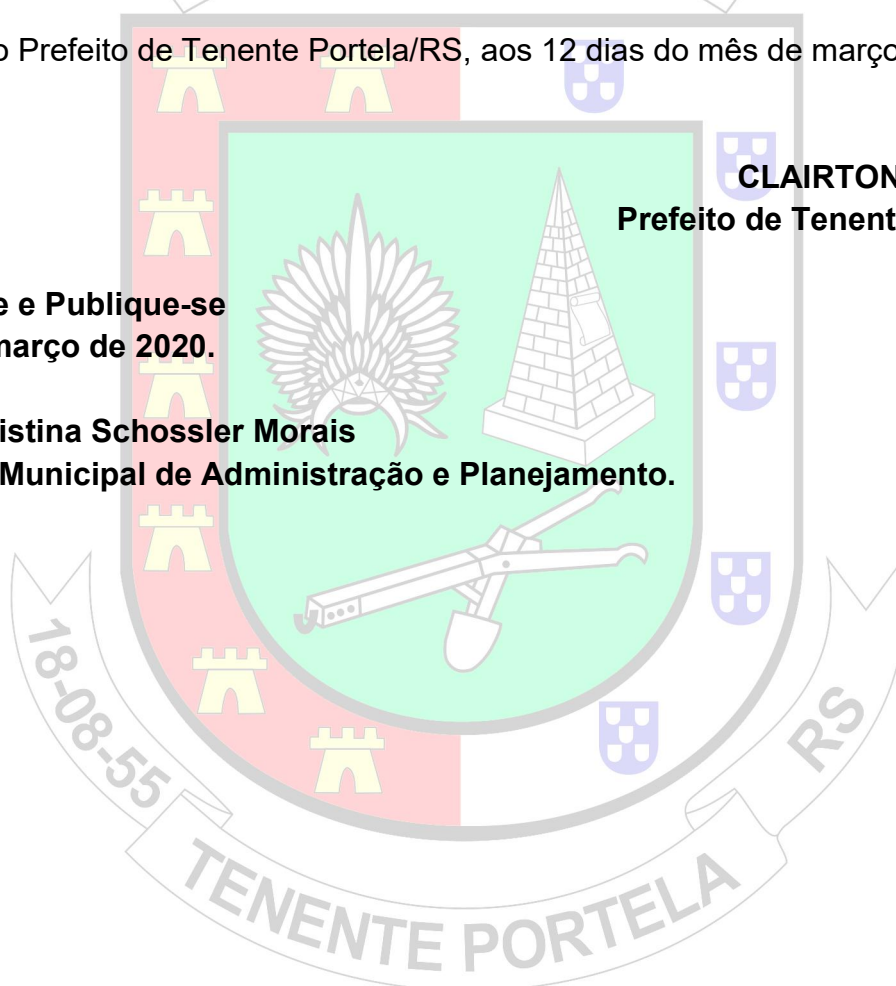 o Prefeito de Tenente Portela/RS, aos 12 dias do mês de março
CLAIRTON
Prefeito de Tenent
e e Publique-se
março de 2020.
istina Schossler Morais
Municipal de Administração e Planejamento.
18-08-55
TENENTE PORTELA
RS